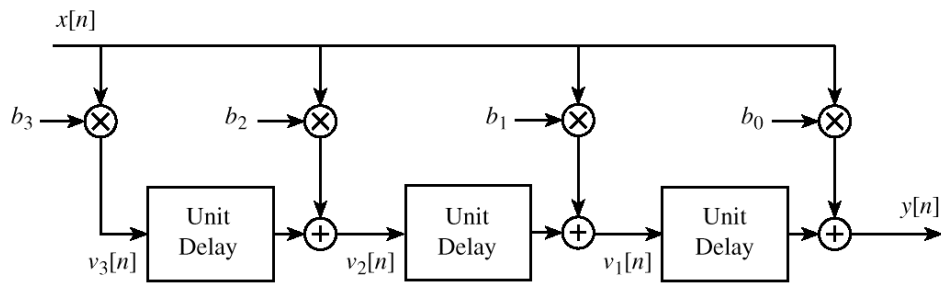 x[n]
b₃
b₂
b₁
b₀
Unit
Delay
Unit
Delay
Unit
Delay
y[n]
v₃[n]
v₂[n]
v₁[n]